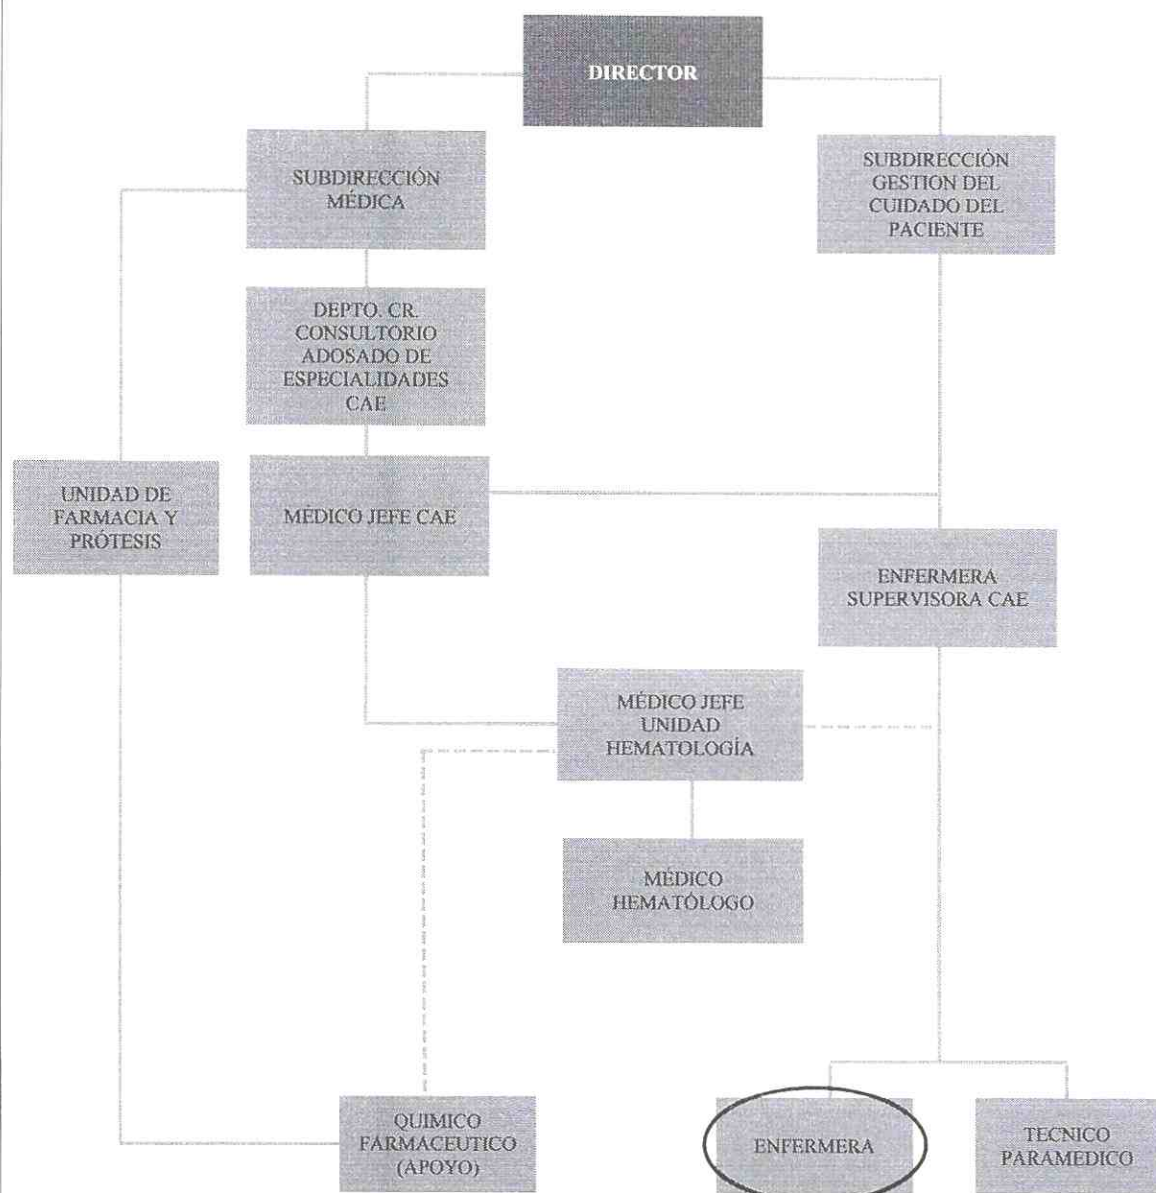 DIRECTOR
SUBDIRECCIÓN
MÉDICA
SUBDIRECCIÓN
GESTION DEL
CUIDADO DEL
PACIENTE
DEPTO. CR.
CONSULTORIO
ADOSADO DE
ESPECIALIDADES
CAE
UNIDAD DE
FARMACIA Y
PRÓTESIS
MÉDICO JEFE CAE
ENFERMERA
SUPERVISORA CAE
MÉDICO JEFE
UNIDAD
HEMATOLOGÍA
MÉDICO
HEMATÓLOGO
QUIMICO
FARMACEUTICO
(APOYO)
ENFERMERA
TECNICO
PARAMEDICO